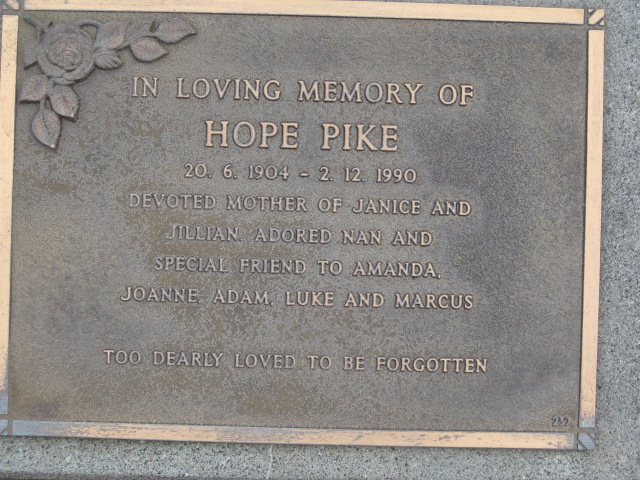 IN LOVING MEMORY OF
HOPE PIKE
20. 6. 1904 - 2. 12. 1990
DEVOTED MOTHER OF JANICE AND
JILLIAN. ADORED NAN AND
SPECIAL FRIEND TO AMANDA,
JOANNE, ADAM, LUKE AND MARCUS
TOO DEARLY LOVED TO BE FORGOTTEN
237